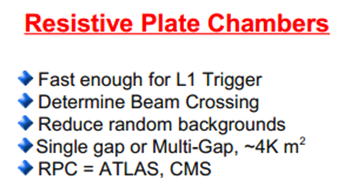 Resistive Plate Chambers
Fast enough for L1 Trigger
Determine Beam Crossing
Reduce random backgrounds
Single gap or Multi-Gap, ~4K m²
RPC = ATLAS, CMS